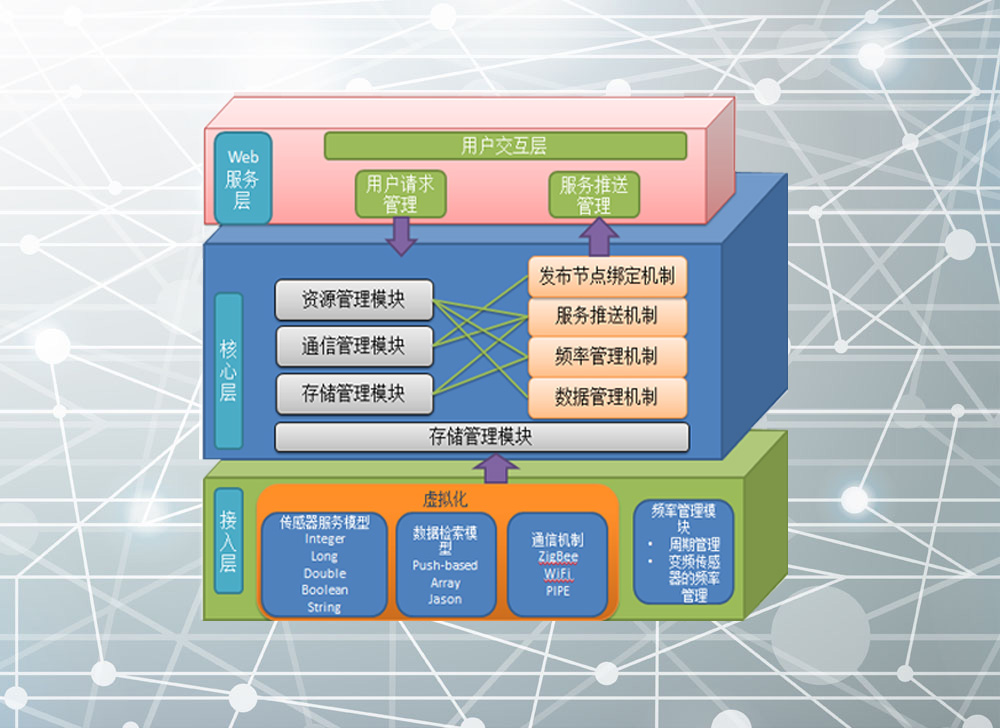 Web
服务
层
用户交互层
用户请求
管理
服务推送
管理
核
心
层
资源管理模块
通信管理模块
存储管理模块
发布节点绑定机制
服务推送机制
频率管理机制
数据管理机制
存储管理模块
接
入
层
虚拟化
传感器服务模型
Integer
Long
Double
Boolean
String
数据检索模
型
Push-based
Array
Jason
通信机制
ZigBee
WiFi
PIPE
频率管理模
块
• 周期管理
• 变频传感
器的频率
管理